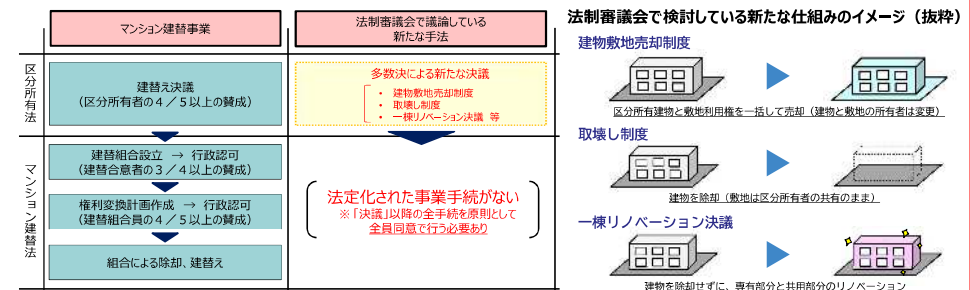 マンション建替事業
法制審議会で議論している
新たな手法
区分所有法
建替え決議
（区分所有者の４／５以上の賛成）
多数決による新たな決議
・ 建物敷地売却制度
・ 取壊し制度
・ 一棟リノベーション決議 等
マンション建替法
建替組合設立 → 行政認可
（建替合意者の３／４以上の賛成）
権利変換計画作成 → 行政認可
（建替組合員の４／５以上の賛成）
組合による除却、建替え
法定化された事業手続がない
※「決議」以降の全手続を原則として
全員同意で行う必要あり
法制審議会で検討している新たな仕組みのイメージ（抜粋）
建物敷地売却制度
区分所有建物と敷地利用権を一括して売却（建物と敷地の所有者は変更）
取壊し制度
建物を除却（敷地は区分所有者の共有のまま）
一棟リノベーション決議
建物を除却せずに、専有部分と共用部分のリノベーション